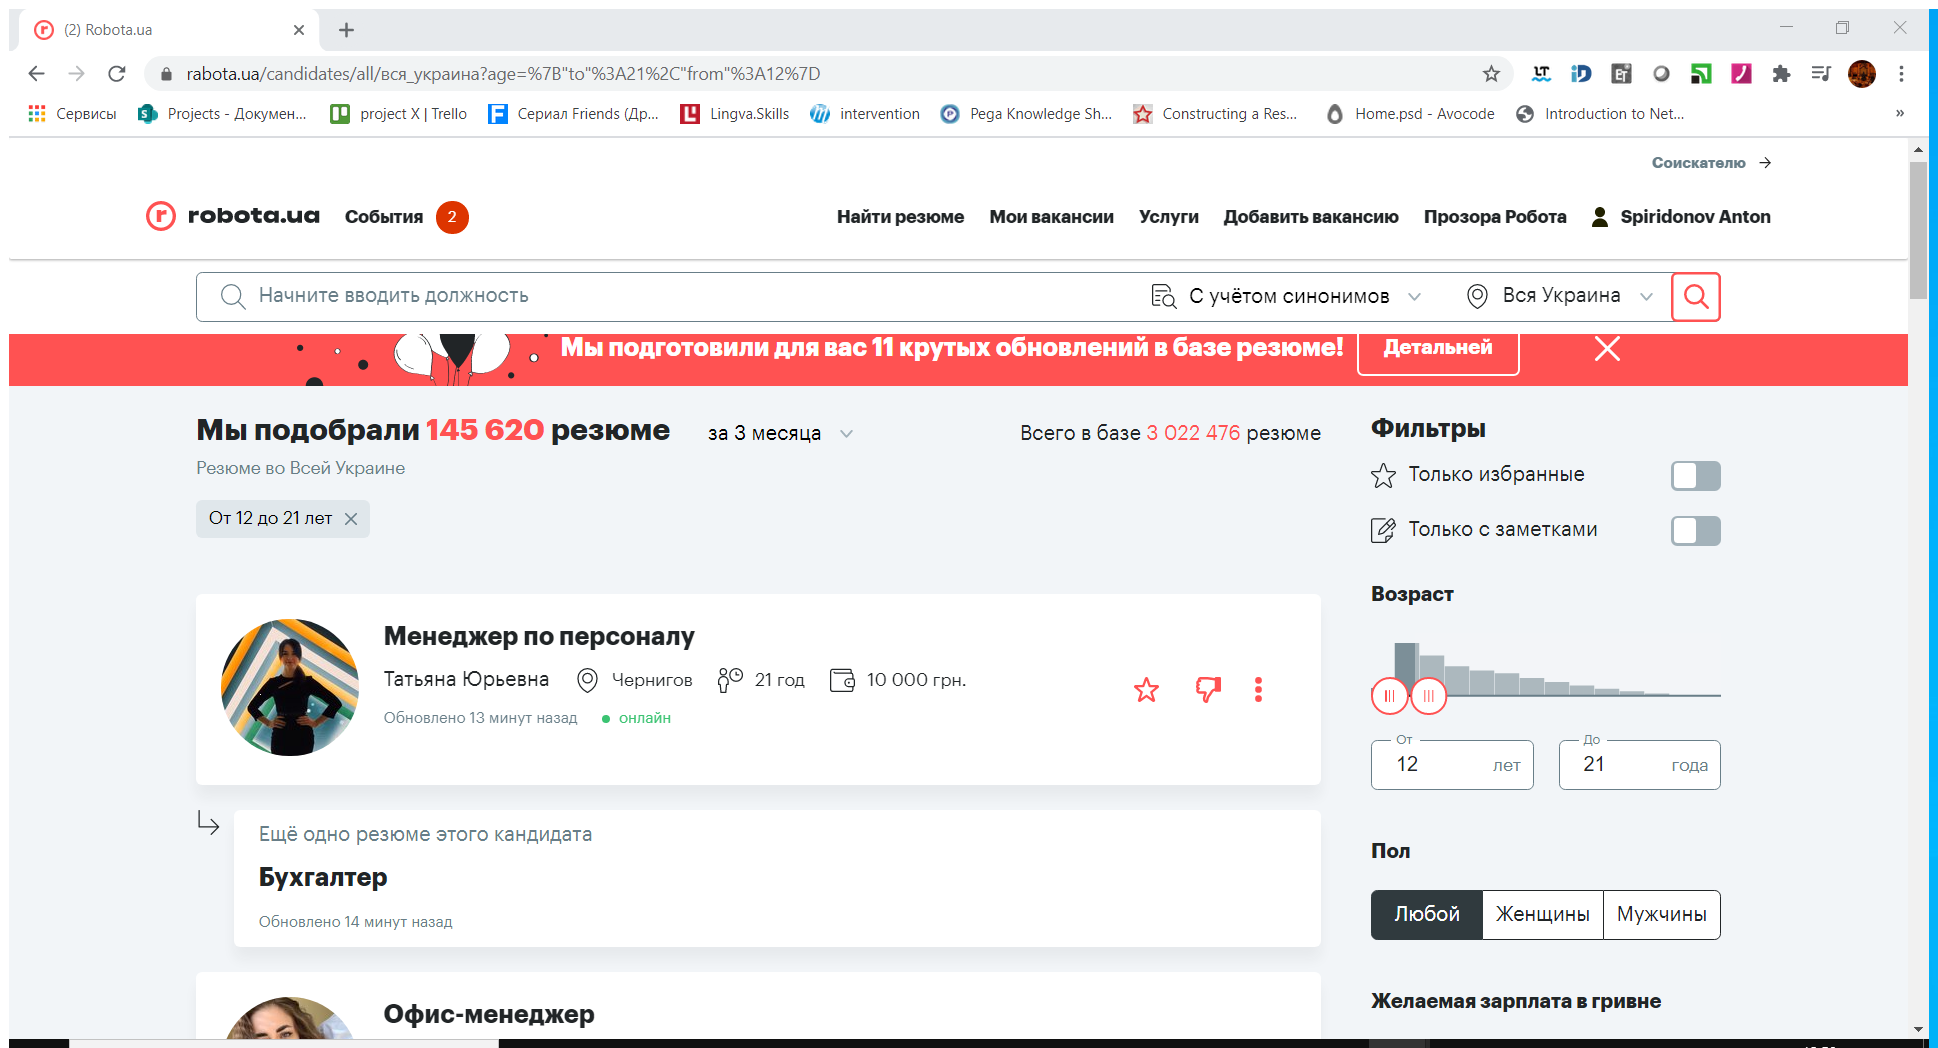 (2) Robota.ua
rabota.ua/candidates/all/вся_украина?age=%7B"to"%3A21%2C"from"%3A12%7D
Сервисы Projects - Докумен... project X | Trello Сериал Friends (Др... Lingva.Skills intervention Pega Knowledge Sh... Constructing a Res... Home.psd - Avocode Introduction to Net... »
Соискателю →
robota.ua События 2 Найти резюме Мои вакансии Услуги Добавить вакансию Прозора Робота Spiridonov Anton
Начните вводить должность С учётом синонимов Вся Украина
Мы подготовили для вас 11 крутых обновлений в базе резюме! Детальней
Мы подобрали 145 620 резюме за 3 месяца Всего в базе 3 022 476 резюме
Резюме во Всей Украине
От 12 до 21 лет
Менеджер по персоналу
Татьяна Юрьевна Чернигов 21 год 10 000 грн.
Обновлено 13 минут назад онлайн
Ещё одно резюме этого кандидата
Бухгалтер
Обновлено 14 минут назад
Офис-менеджер
Фильтры
Только избранные
Только с заметками
Возраст
От До
12 лет 21 года
Пол
Любой Женщины Мужчины
Желаемая зарплата в гривне